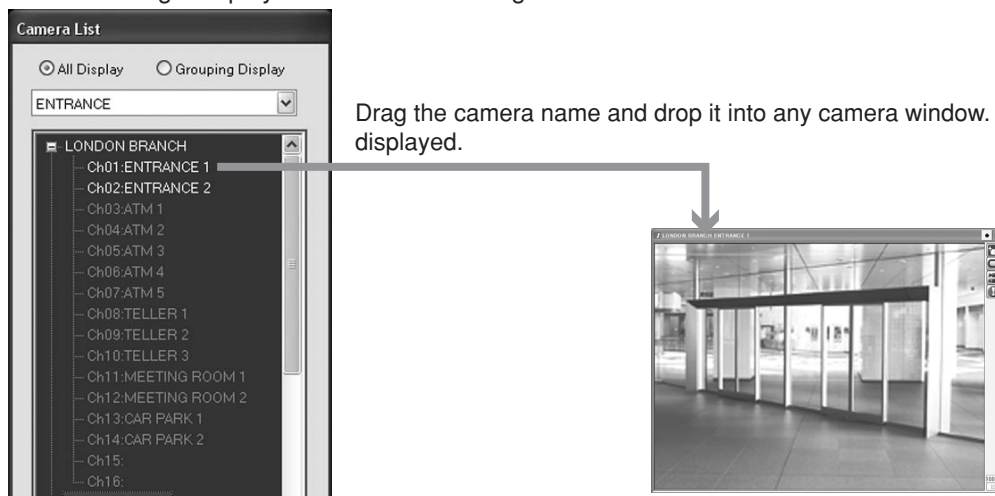 Camera List
All Display Grouping Display
ENTRANCE
LONDON BRANCH
Ch01:ENTRANCE 1
Ch02:ENTRANCE 2
Ch03:ATM 1
Ch04:ATM 2
Ch05:ATM 3
Ch06:ATM 4
Ch07:ATM 5
Ch08:TELLER 1
Ch09:TELLER 2
Ch10:TELLER 3
Ch11:MEETING ROOM 1
Ch12:MEETING ROOM 2
Ch13:CAR PARK 1
Ch14:CAR PARK 2
Ch15:
Ch16:
Drag the camera name and drop it into any camera window.
displayed.
LONDON BRANCH ENTRANCE 1